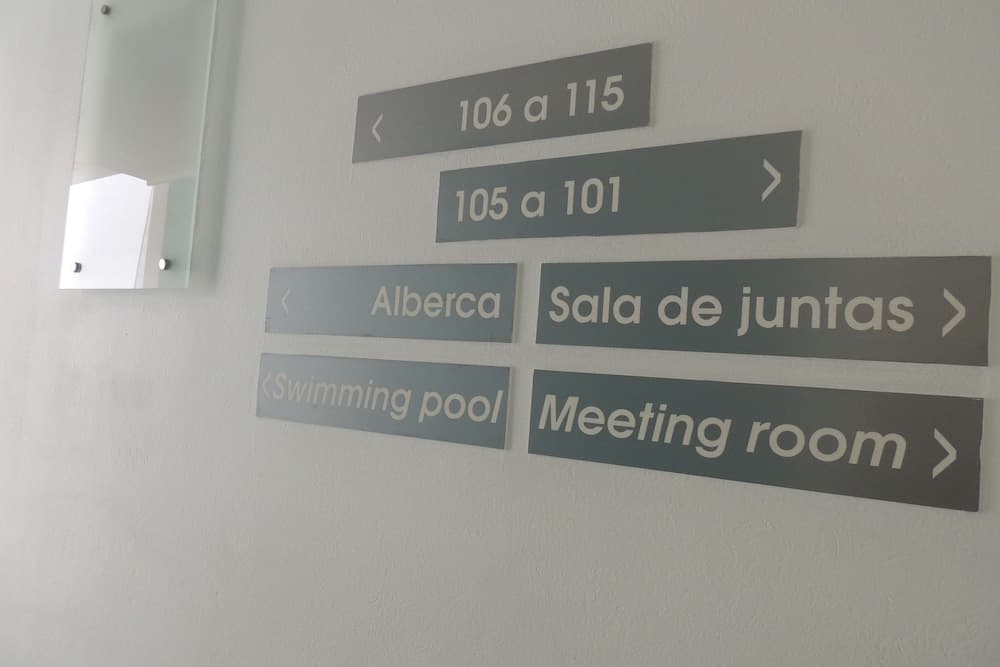 < 106 a 115
105 a 101 >
< Alberca
Sala de juntas >
< Swimming pool
Meeting room >